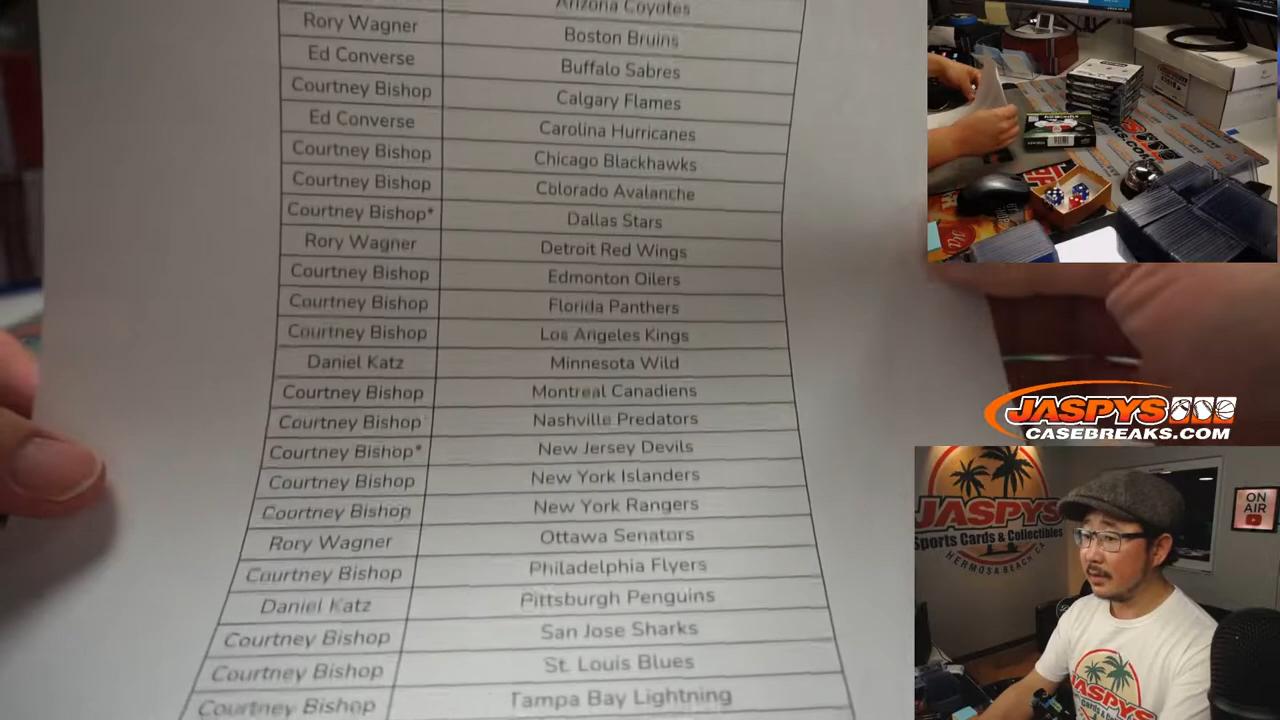 Arizona Coyotes
Rory Wagner Boston Bruins
Ed Converse Buffalo Sabres
Courtney Bishop Calgary Flames
Ed Converse Carolina Hurricanes
Courtney Bishop Chicago Blackhawks
Courtney Bishop Colorado Avalanche
Courtney Bishop* Dallas Stars
Rory Wagner Detroit Red Wings
Courtney Bishop Edmonton Oilers
Courtney Bishop Florida Panthers
Courtney Bishop Los Angeles Kings
Daniel Katz Minnesota Wild
Courtney Bishop Montreal Canadiens
Courtney Bishop Nashville Predators
Courtney Bishop* New Jersey Devils
Courtney Bishop New York Islanders
Courtney Bishop New York Rangers
Rory Wagner Ottawa Senators
Courtney Bishop Philadelphia Flyers
Daniel Katz Pittsburgh Penguins
Courtney Bishop San Jose Sharks
Courtney Bishop St. Louis Blues
Courtney Bishop Tampa Bay Lightning
JASPYS
CASEBREAKS.COM
JASPYS
Sports Cards & Collectibles
HERMOSA BEACH, CA
ON
AIR
JASPYS
Cards & Collectibles